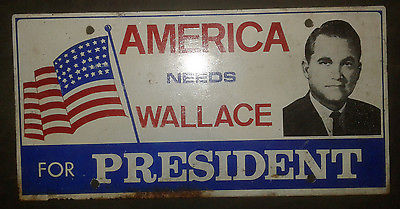 AMERICA
NEEDS
WALLACE
FOR PRESIDENT